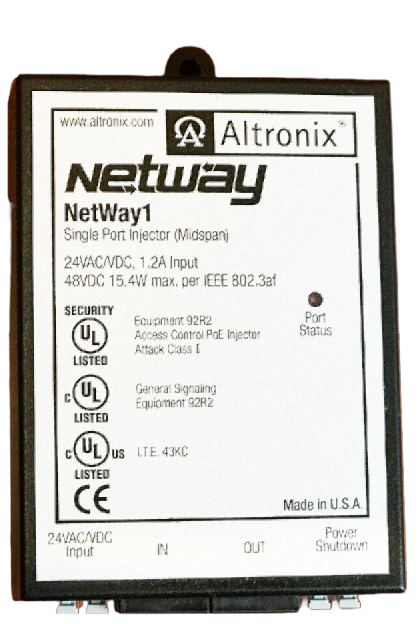 www.altronix.com
Altronix®
Netway
NetWay1
Single Port Injector (Midspan)
24VAC/VDC, 1.2A Input
48VDC 15.4W max. per IEEE 802.3af
Port
Status
SECURITY
UL
LISTED
Equipment 92R2
Access Control PoE Injector
Attack Class I
C UL
LISTED
General Signaling
Equipment 92R2
C UL US
LISTED
I.T.E. 43KC
CE
Made in U.S.A.
24VAC/VDC
Input
IN
OUT
Power
Shutdown